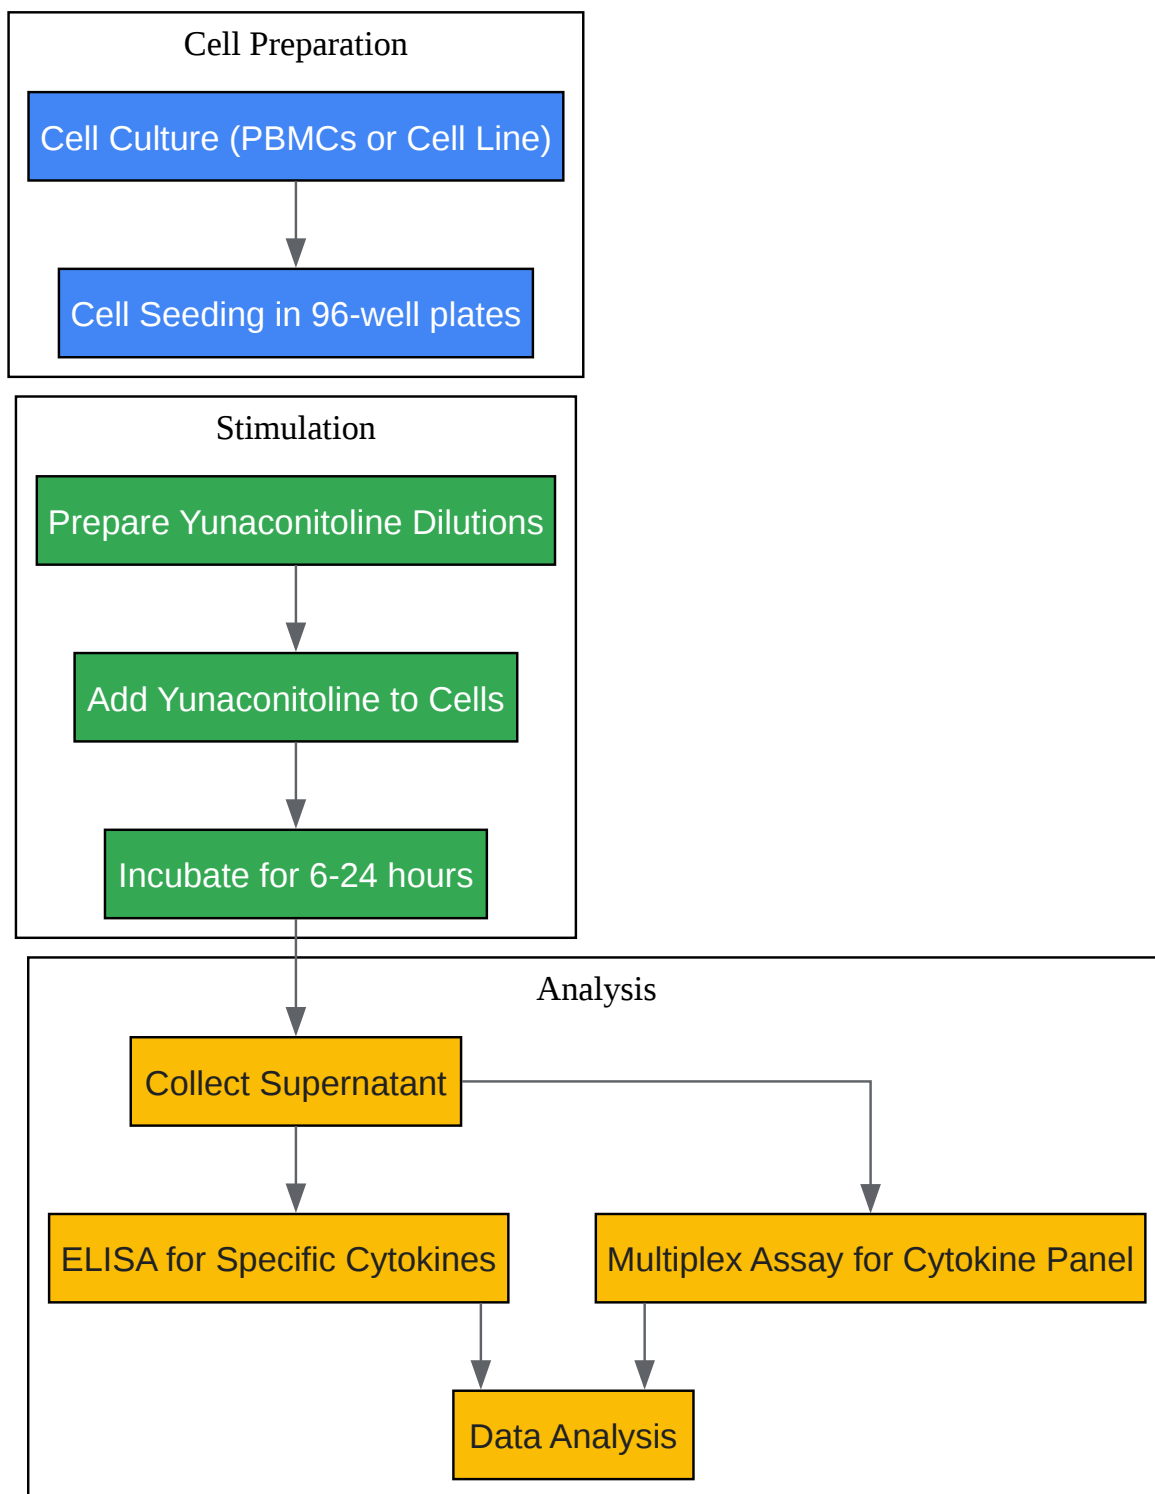 Cell Preparation
Cell Culture (PBMCs or Cell Line)
Cell Seeding in 96-well plates
Stimulation
Prepare Yunaconitoline Dilutions
Add Yunaconitoline to Cells
Incubate for 6-24 hours
Analysis
Collect Supernatant
ELISA for Specific Cytokines
Multiplex Assay for Cytokine Panel
Data Analysis